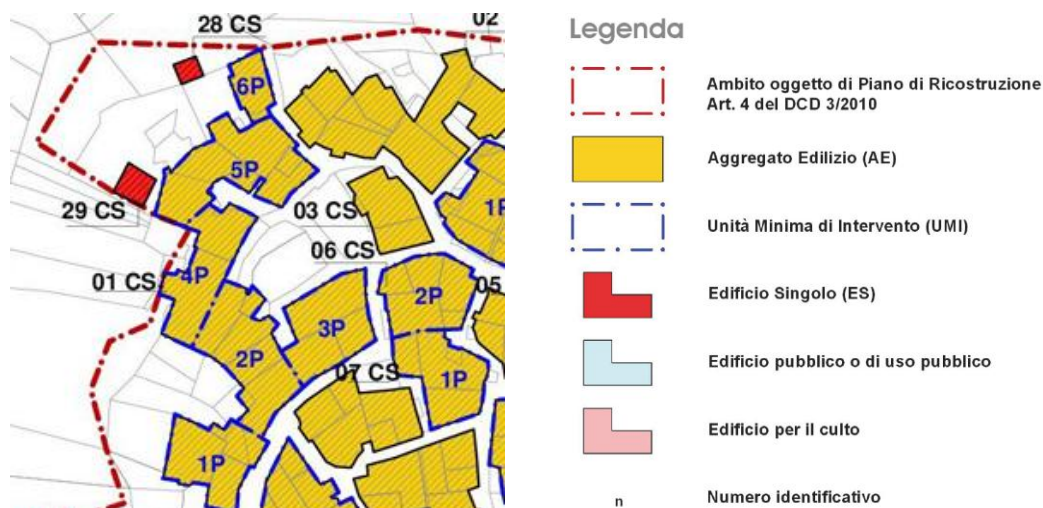 28 CS
02
6P
5P
29 CS
03 CS
1P
06 CS
01 CS
4P
2P
05
3P
2P
07 CS
1P
1P
Legenda
Ambito oggetto di Piano di Ricostruzione
Art. 4 del DCD 3/2010
Aggregato Edilizio (AE)
Unità Minima di Intervento (UMI)
Edificio Singolo (ES)
Edificio pubblico o di uso pubblico
Edificio per il culto
n
Numero identificativo